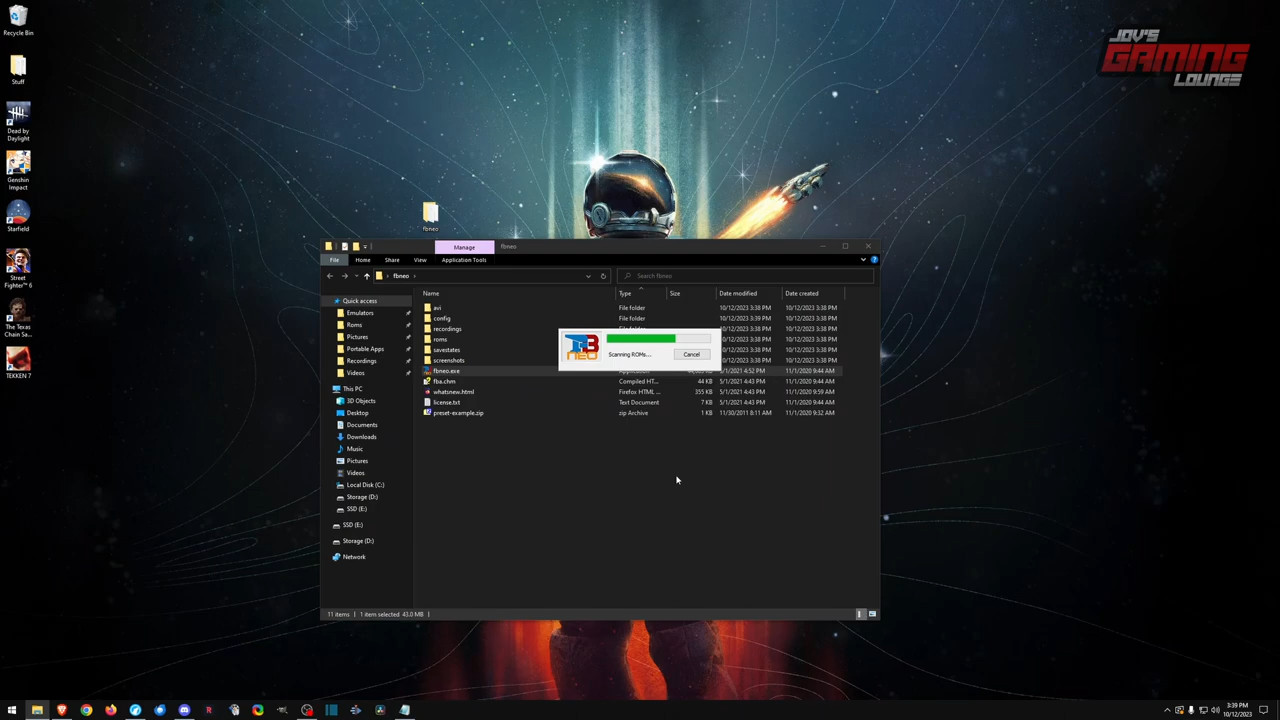 Recycle Bin
Stuff
Dead by
Daylight
Genshin
Impact
Starfield
Street
Fighter™ 6
The Texas
Chain Sa...
TEKKEN 7
JOV'S
GAMING
LOUNGE
fbneo
Manage
fbneo
File
Home
Share
View
Application Tools
fbneo
Search fbneo
Quick access
Emulators
Roms
Pictures
Portable Apps
Recordings
Videos
This PC
3D Objects
Desktop
Documents
Downloads
Music
Pictures
Videos
Local Disk (C:)
Storage (D:)
SSD (E:)
SSD (E:)
Storage (D:)
Network
Name Type Size Date modified Date created
avi File folder 10/12/2023 3:38 PM 10/12/2023 3:38 PM
config File folder 10/12/2023 3:39 PM 10/12/2023 3:38 PM
recordings 10/12/2023 3:38 PM 10/12/2023 3:38 PM
roms 10/12/2023 3:38 PM 10/12/2023 3:38 PM
savestates 10/12/2023 3:38 PM 10/12/2023 3:38 PM
screenshots 10/12/2023 3:38 PM 10/12/2023 3:38 PM
fbneo.exe 5/1/2021 4:52 PM 11/1/2020 9:44 AM
fba.chm Compiled HT... 44 KB 5/1/2021 4:43 PM 11/1/2020 9:44 AM
whatsnew.html Firefox HTML ... 355 KB 5/1/2021 4:43 PM 11/1/2020 9:59 AM
license.txt Text Document 7 KB 5/1/2021 4:43 PM 11/1/2020 9:44 AM
preset-example.zip zip Archive 1 KB 11/30/2011 8:11 AM 11/1/2020 9:32 AM
NEO
Scanning ROMs...
Cancel
11 items 1 item selected 43.0 MB
3:39 PM
10/12/2023